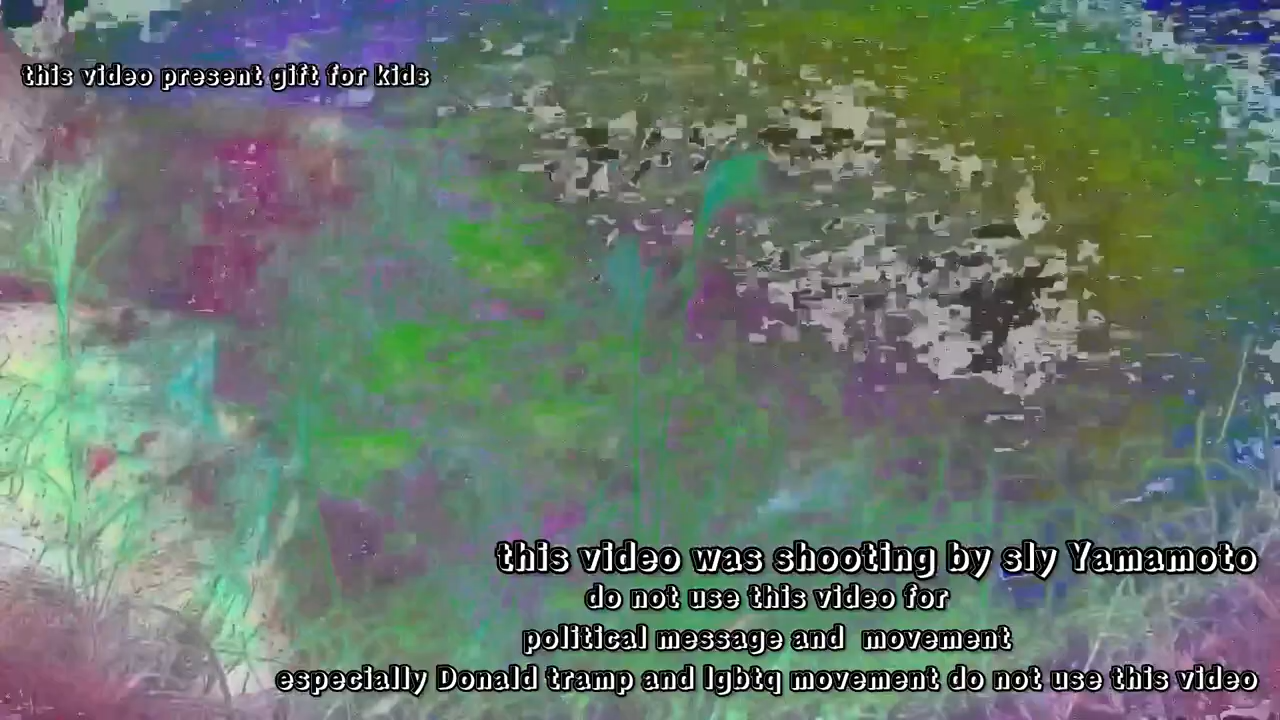 this video present gift for kids
this video was shooting by sly Yamamoto
do not use this video for
political message and movement
especially Donald tramp and lgbtq movement do not use this video